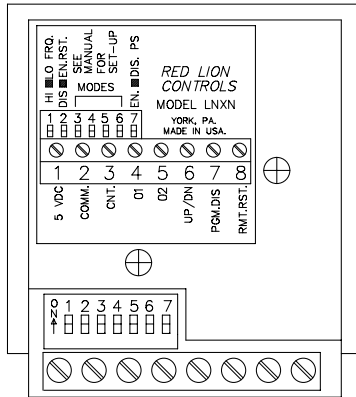 HI ■ LO FRQ.
DIS ■ EN.RST.
SEE
MANUAL
FOR
SET-UP
MODES
EN. ■ DIS. PS
1 2 3 4 5 6 7
RED LION
CONTROLS
MODEL LNXN
YORK, PA.
MADE IN USA.
1 2 3 4 5 6 7 8
5 VDC
COMM.
CNT.
01
02
UP/DN
PGM.DIS
RMT.RST.
ON
1 2 3 4 5 6 7